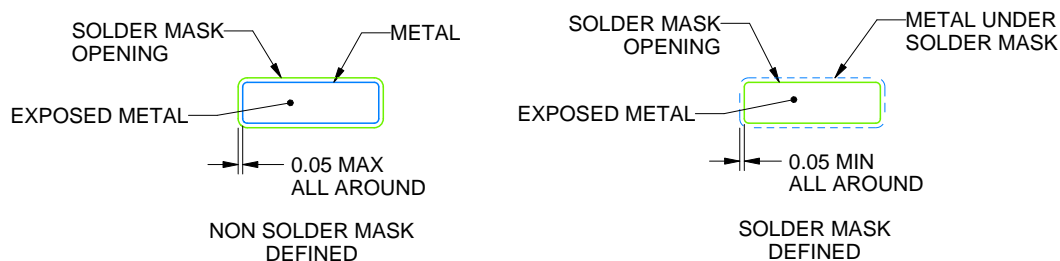 SOLDER MASK
OPENING
METAL
EXPOSED METAL
0.05 MAX
ALL AROUND
NON SOLDER MASK
DEFINED
SOLDER MASK
OPENING
METAL UNDER
SOLDER MASK
EXPOSED METAL
0.05 MIN
ALL AROUND
SOLDER MASK
DEFINED